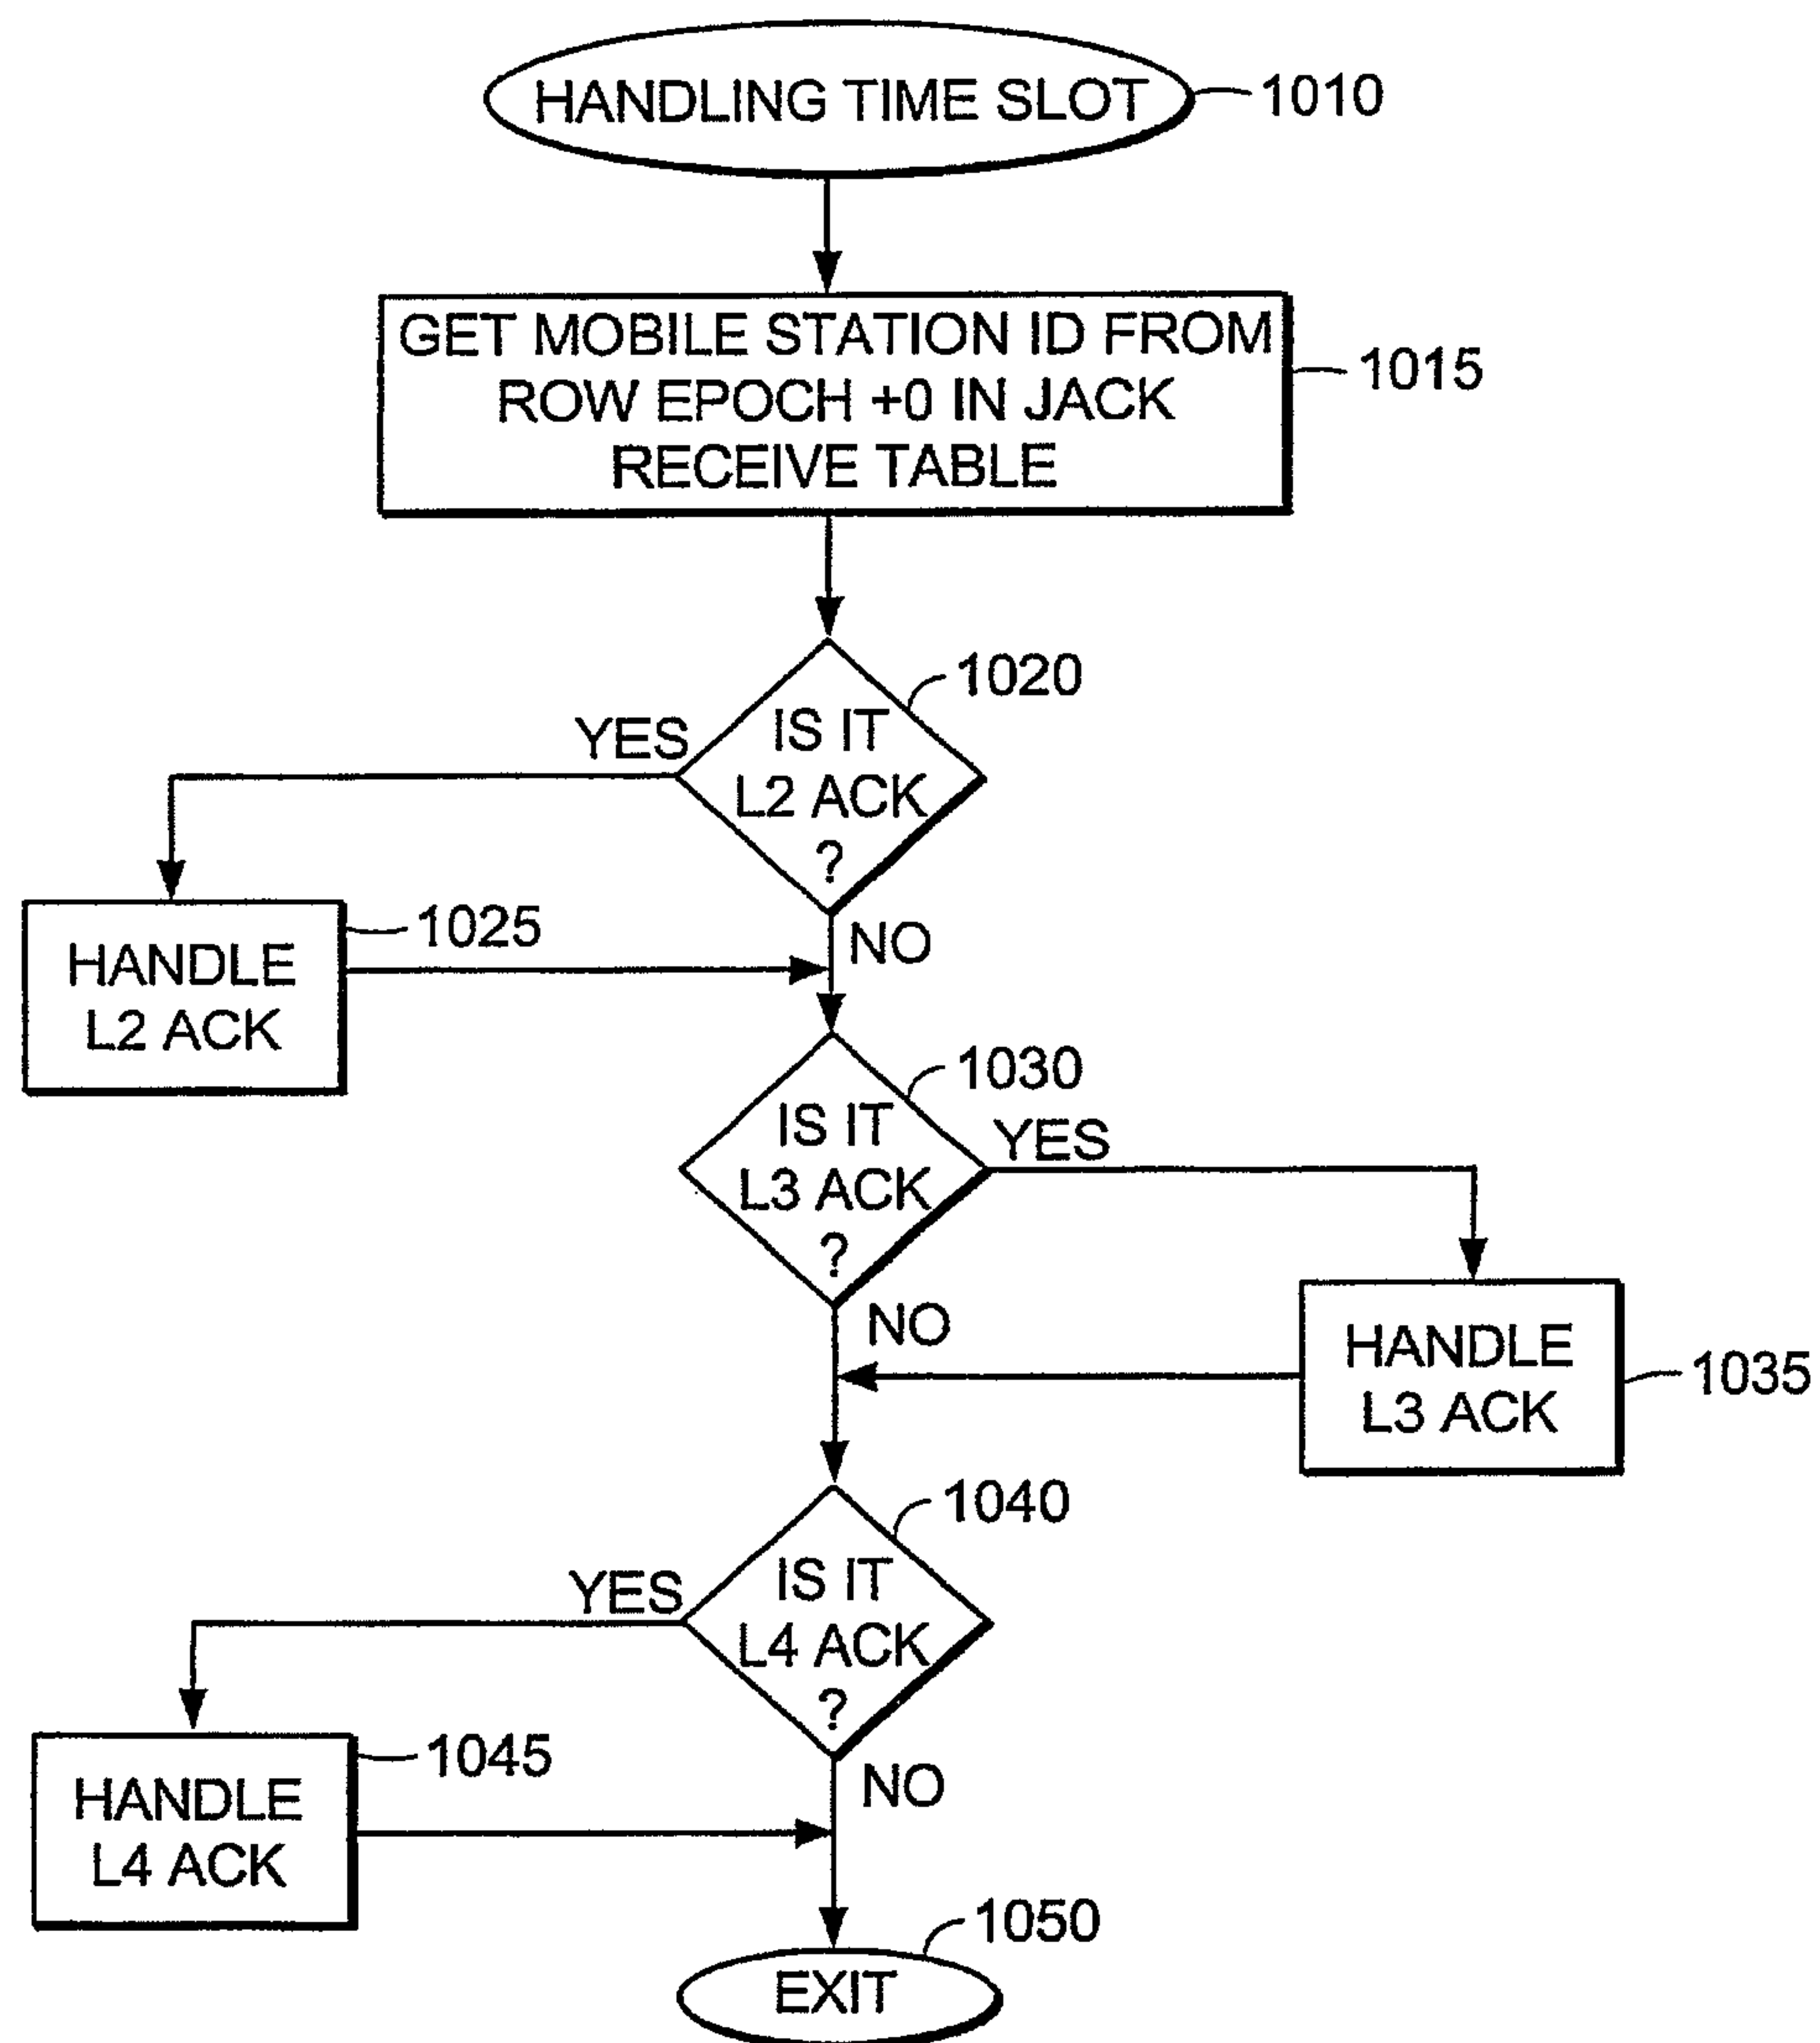 HANDLING TIME SLOT
1010
GET MOBILE STATION ID FROM
ROW EPOCH +0 IN JACK
RECEIVE TABLE
1015
1020
IS IT
L2 ACK
?
YES
NO
1025
HANDLE
L2 ACK
1030
IS IT
L3 ACK
?
YES
NO
HANDLE
L3 ACK
1035
1040
IS IT
L4 ACK
?
YES
NO
1045
HANDLE
L4 ACK
1050
EXIT